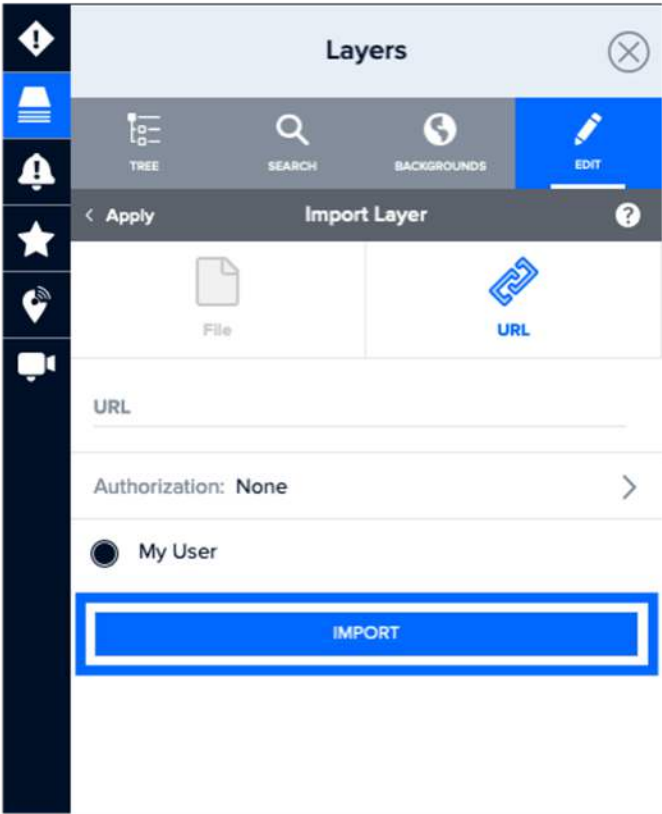 Layers
TREE
SEARCH
BACKGROUNDS
EDIT
< Apply
Import Layer
?
File
URL
URL
Authorization: None
My User
IMPORT